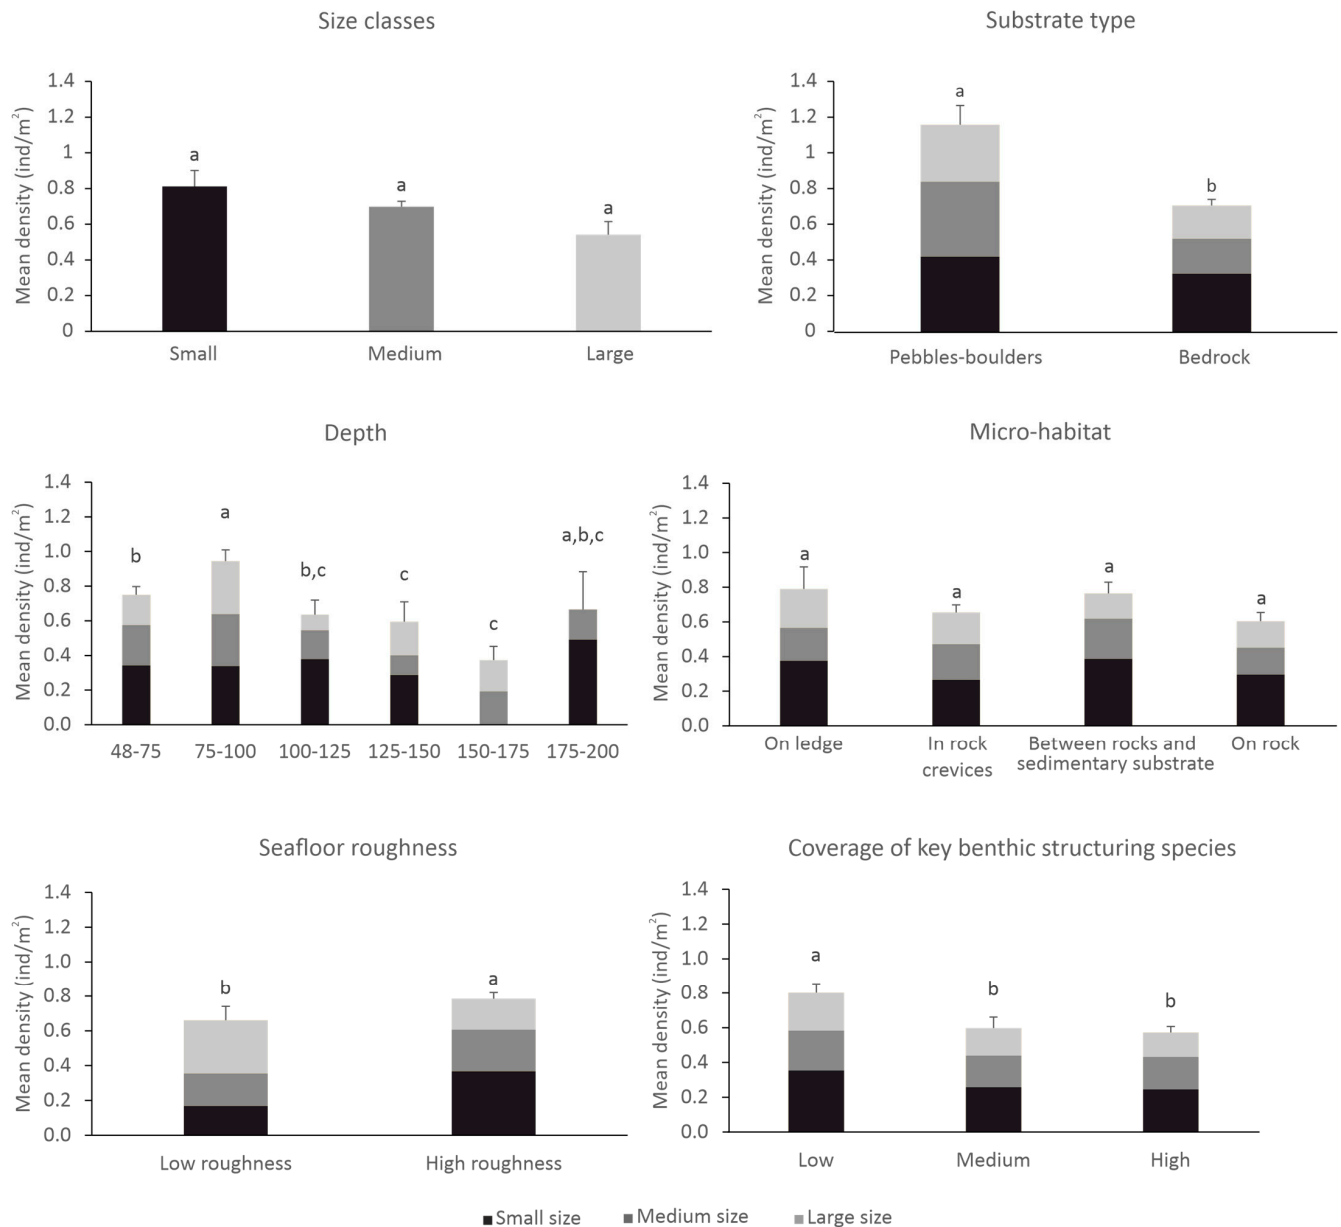 Size classes
Mean density (ind/m²)
1.4
1.2
1
0.8
0.6
0.4
0.2
0
a
a
a
Small Medium Large
Substrate type
Mean density (ind/m²)
1.4
1.2
1
0.8
0.6
0.4
0.2
0
a
b
Pebbles-boulders Bedrock
Depth
Mean density (ind/m²)
1.4
1.2
1.0
0.8
0.6
0.4
0.2
0.0
b
a
b,c
c
c
a,b,c
48-75 75-100 100-125 125-150 150-175 175-200
Micro-habitat
Mean density (ind/m²)
1.4
1.2
1.0
0.8
0.6
0.4
0.2
0.0
a
a
a
a
On ledge
In rock
crevices
Between rocks and
sedimentary substrate
On rock
Seafloor roughness
Mean density (ind/m²)
1.4
1.2
1.0
0.8
0.6
0.4
0.2
0.0
b
a
Low roughness High roughness
Coverage of key benthic structuring species
Mean density (ind/m²)
1.4
1.2
1.0
0.8
0.6
0.4
0.2
0.0
a
b
b
Low Medium High
Small size Medium size Large size